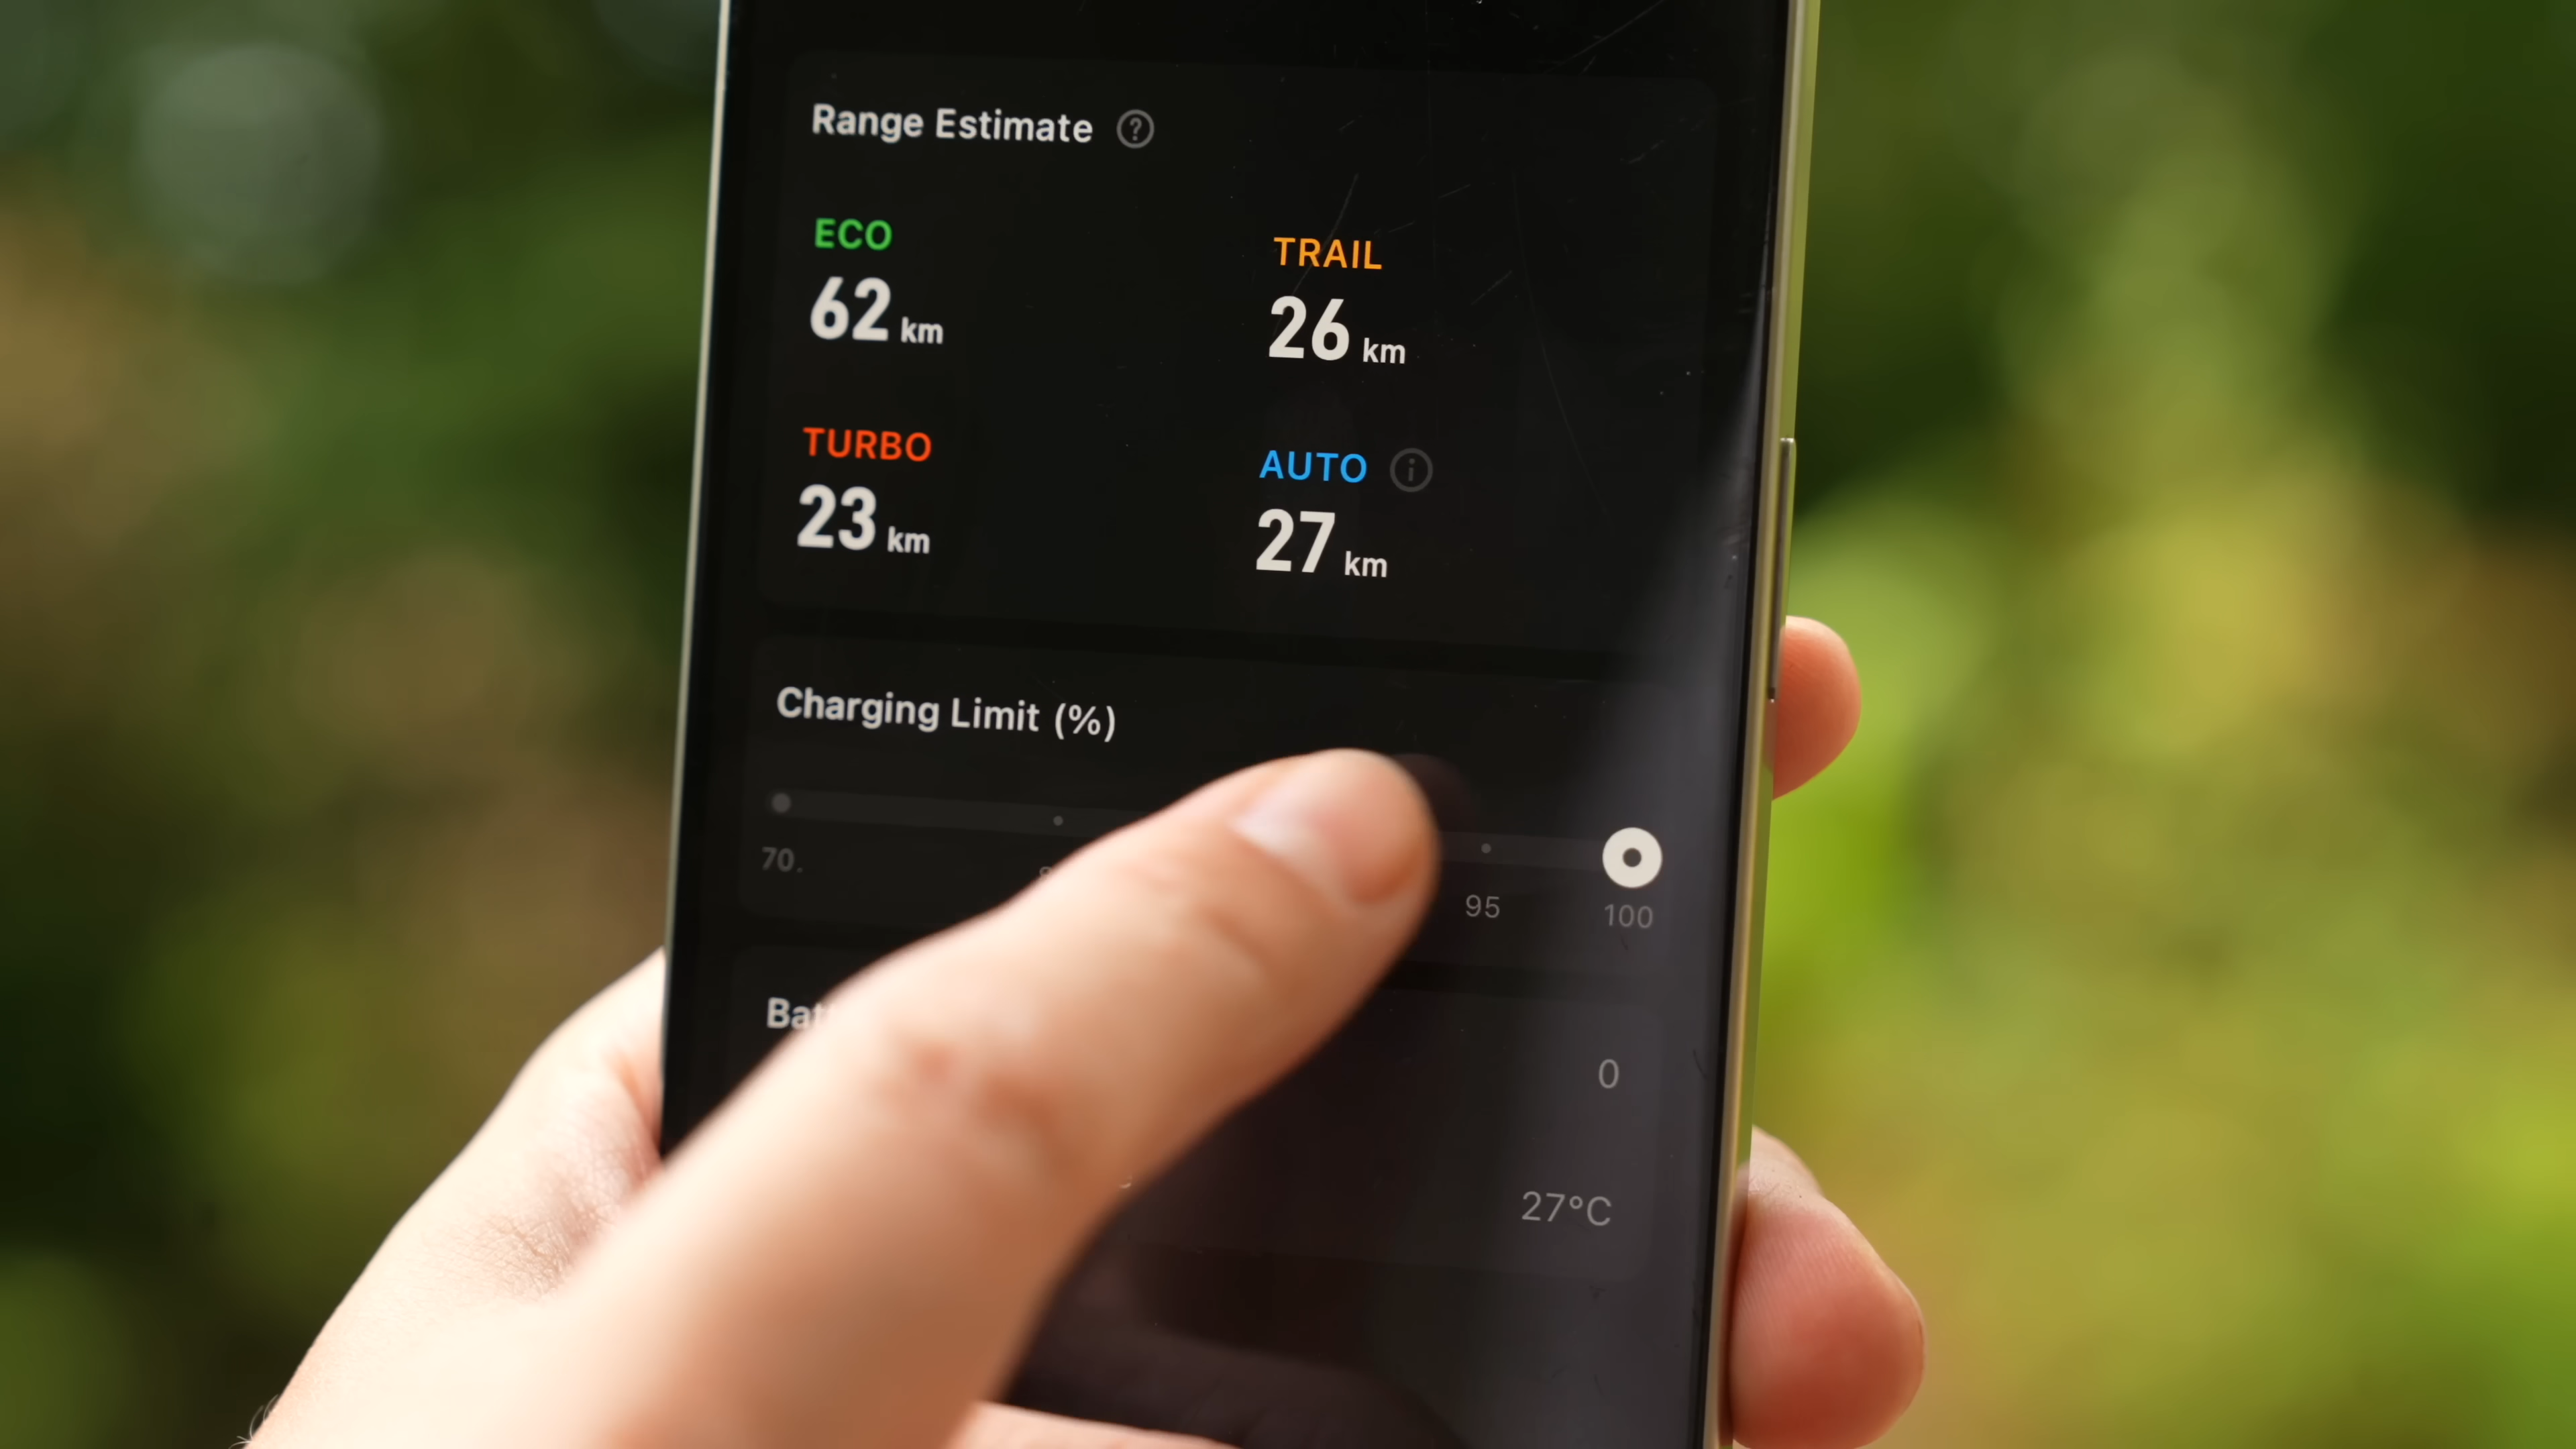 Range Estimate
ECO
62 km
TRAIL
26 km
TURBO
23 km
AUTO
27 km
Charging Limit (%)
70.
95
100
0
27°C